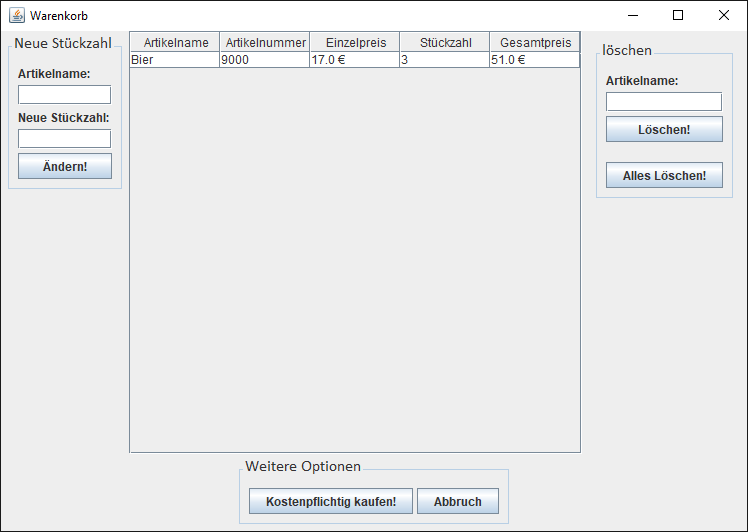 Warenkorb
Neue Stückzahl
Artikelname:
Neue Stückzahl:
Ändern!
Artikelname Artikelnummer Einzelpreis Stückzahl Gesamtpreis
Bier 9000 17.0 € 3 51.0 €
löschen
Artikelname:
Löschen!
Alles Löschen!
Weitere Optionen
Kostenpflichtig kaufen! Abbruch